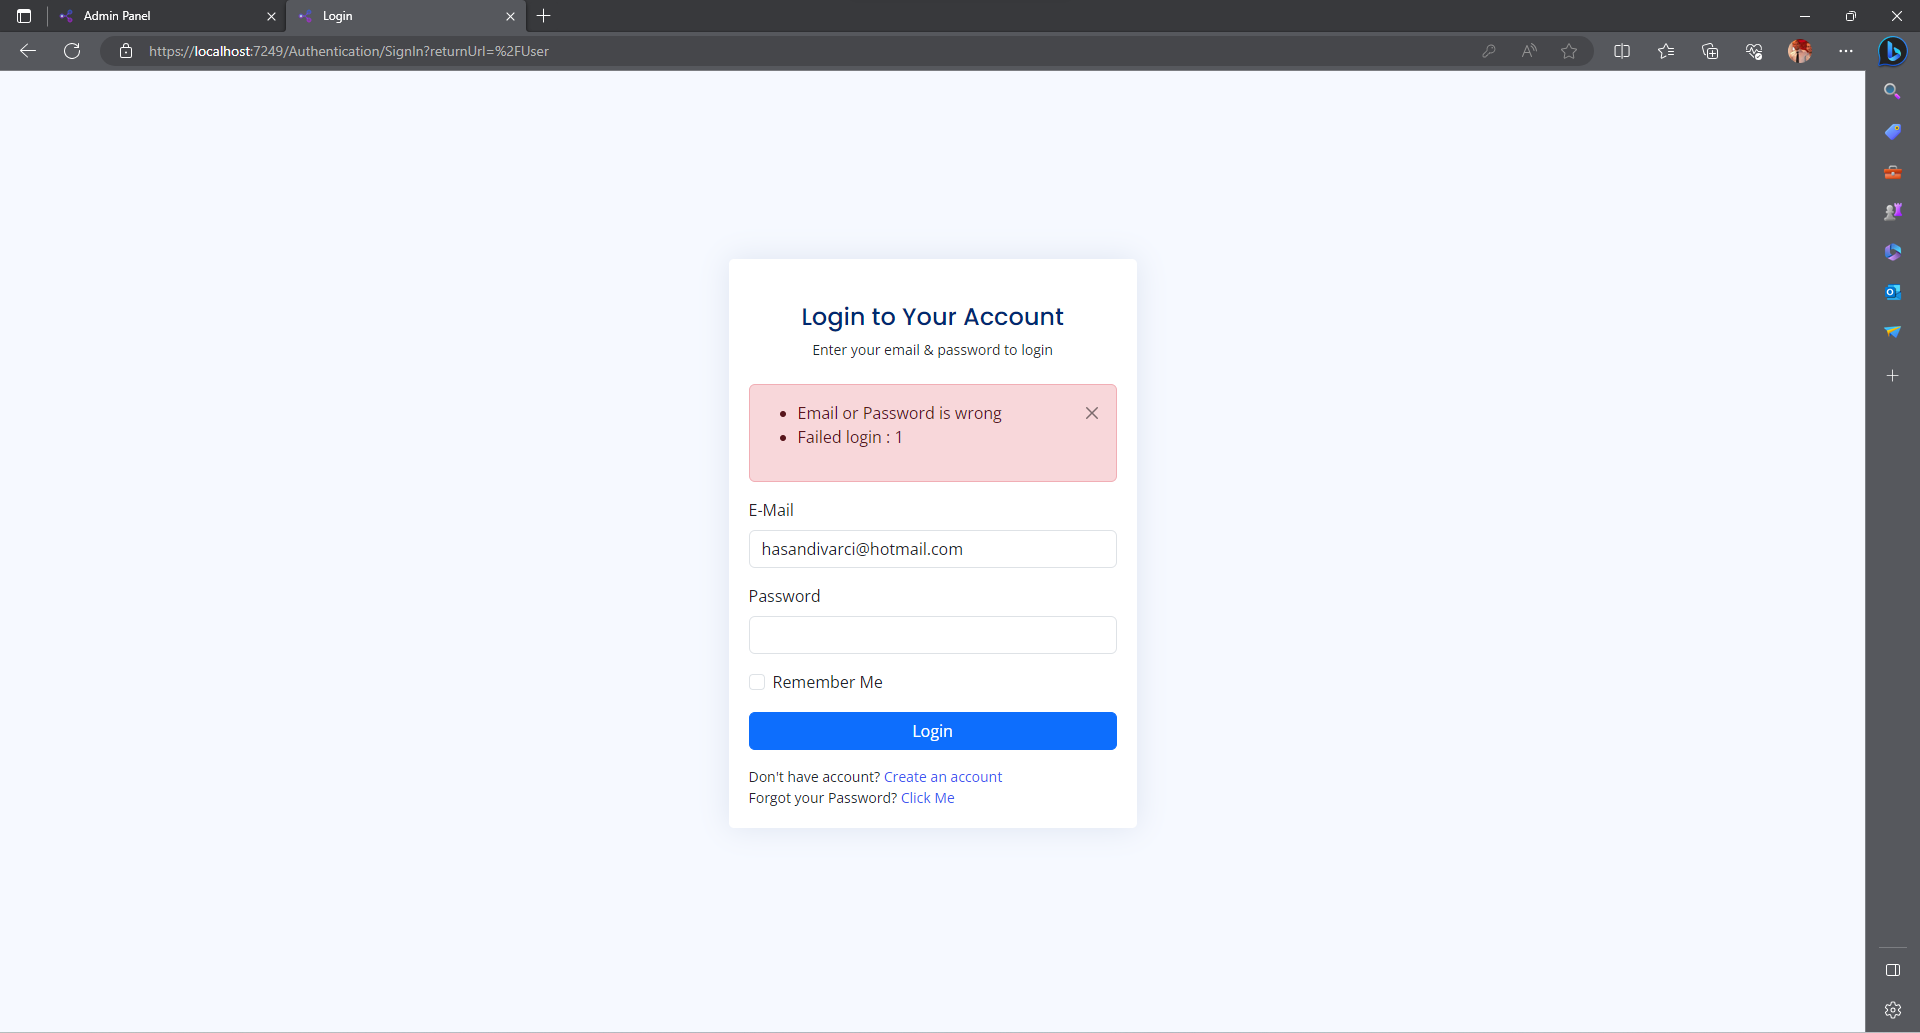 Admin Panel
Login
https://localhost:7249/Authentication/SignIn?returnUrl=%2FUser
Login to Your Account
Enter your email & password to login
Email or Password is wrong
Failed login : 1
E-Mail
hasandivarci@hotmail.com
Password
Remember Me
Login
Don't have account? Create an account
Forgot your Password? Click Me